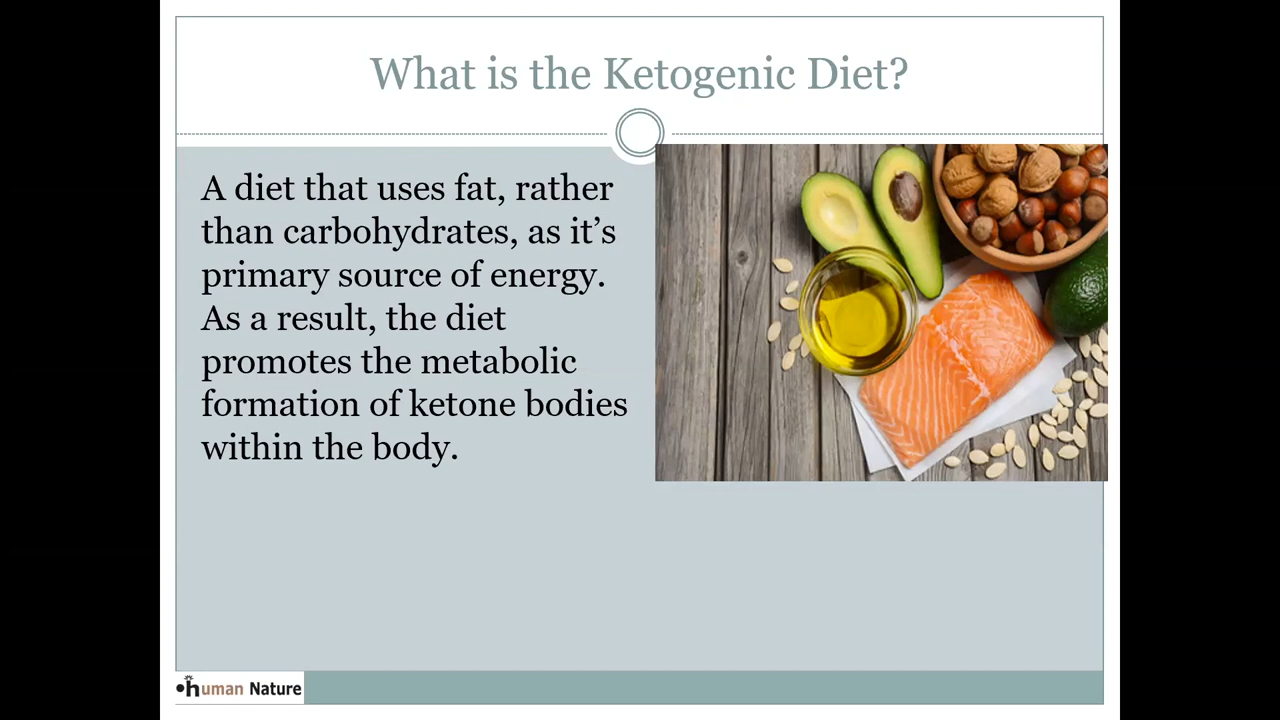 What is the Ketogenic Diet?
A diet that uses fat, rather
than carbohydrates, as it’s
primary source of energy.
As a result, the diet
promotes the metabolic
formation of ketone bodies
within the body.
human Nature